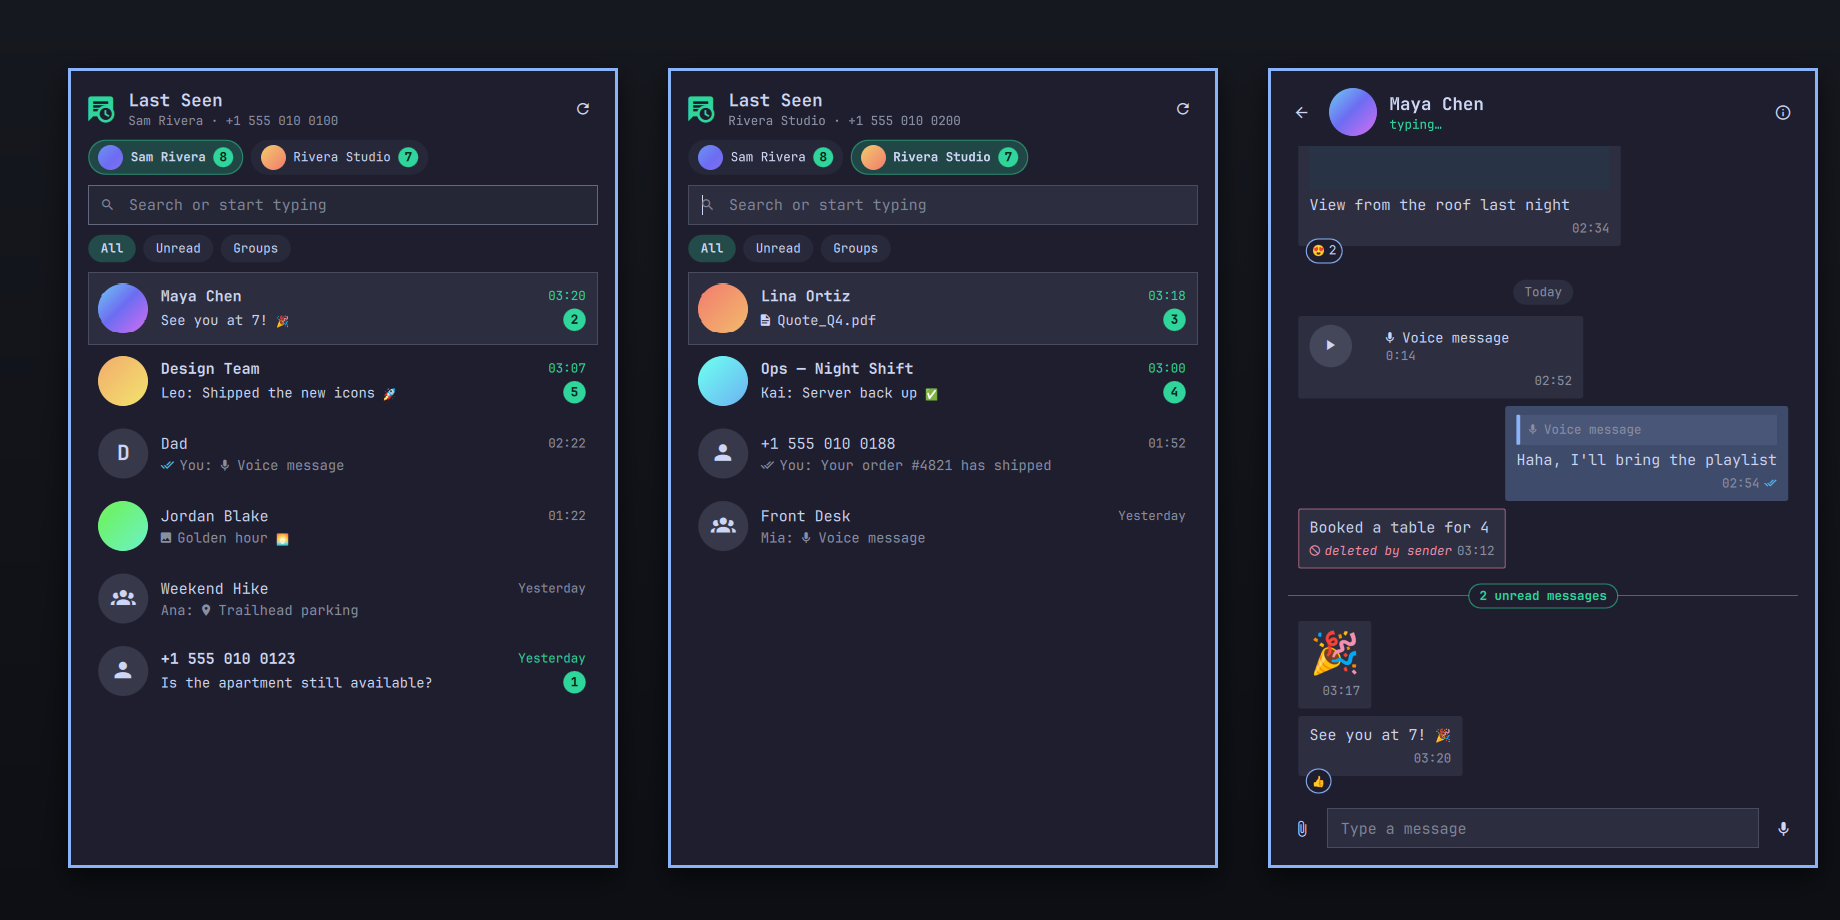 Last Seen
Sam Rivera · +1 555 010 0100
Sam Rivera 8 Rivera Studio 7
Search or start typing
All Unread Groups
Maya Chen 03:20
See you at 7! 🎉 2
Design Team 03:07
Leo: Shipped the new icons 🚀 5
D
Dad 02:22
You: Voice message
Jordan Blake 01:22
Golden hour 🌅
Weekend Hike Yesterday
Ana: Trailhead parking
+1 555 010 0123 Yesterday
Is the apartment still available? 1
Last Seen
Rivera Studio · +1 555 010 0200
Sam Rivera 8 Rivera Studio 7
Search or start typing
All Unread Groups
Lina Ortiz 03:18
Quote_Q4.pdf 3
Ops — Night Shift 03:00
Kai: Server back up ✅ 4
+1 555 010 0188 01:52
You: Your order #4821 has shipped
Front Desk Yesterday
Mia: Voice message
Maya Chen
typing…
View from the roof last night
02:34
😍 2
Today
Voice message
0:14
02:52
Voice message
Haha, I'll bring the playlist
02:54
Booked a table for 4
deleted by sender 03:12
2 unread messages
🎉
03:17
See you at 7! 🎉
03:20
👍
Type a message